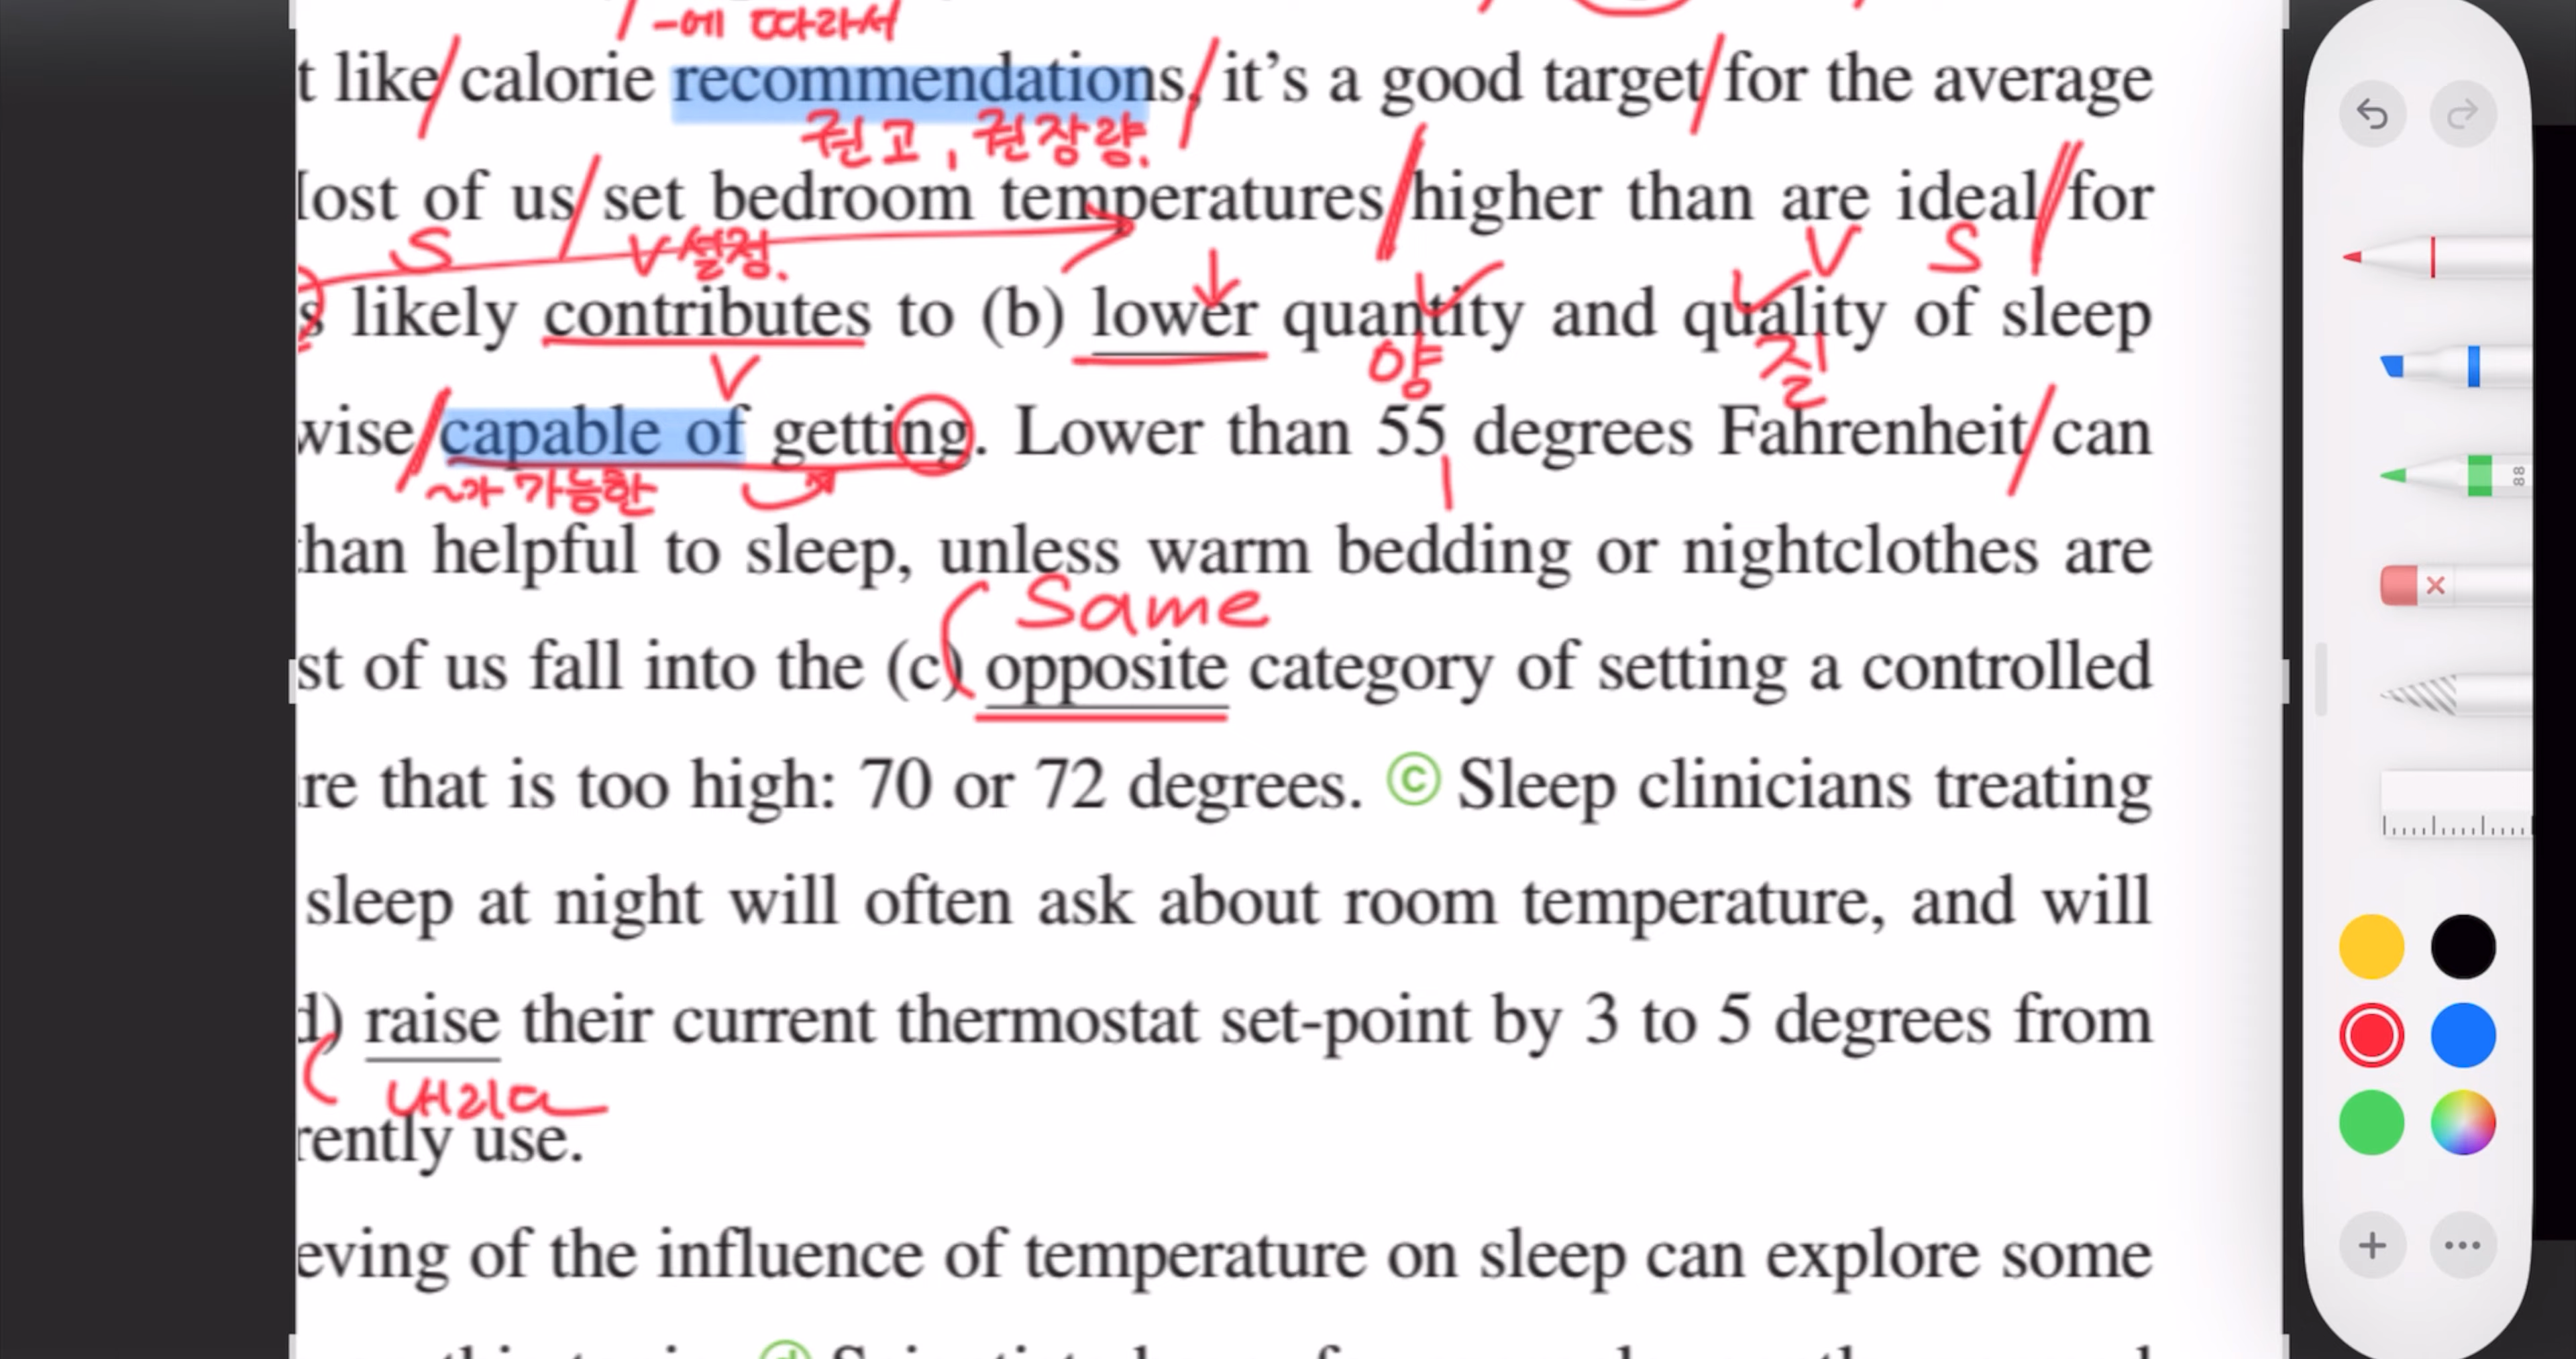 -에 따라서
t like calorie recommendations, it's a good target for the average
권고, 권장량.
ost of us set bedroom temperatures higher than are ideal for
S V 설정. V S
s likely contributes to (b) lower quantity and quality of sleep
V 양 질
wise capable of getting. Lower than 55 degrees Fahrenheit can
~가 가능한
han helpful to sleep, unless warm bedding or nightclothes are
Same
st of us fall into the (c) opposite category of setting a controlled
re that is too high: 70 or 72 degrees. ⓒ Sleep clinicians treating
sleep at night will often ask about room temperature, and will
d) raise their current thermostat set-point by 3 to 5 degrees from
내리다
rently use.
eving of the influence of temperature on sleep can explore some